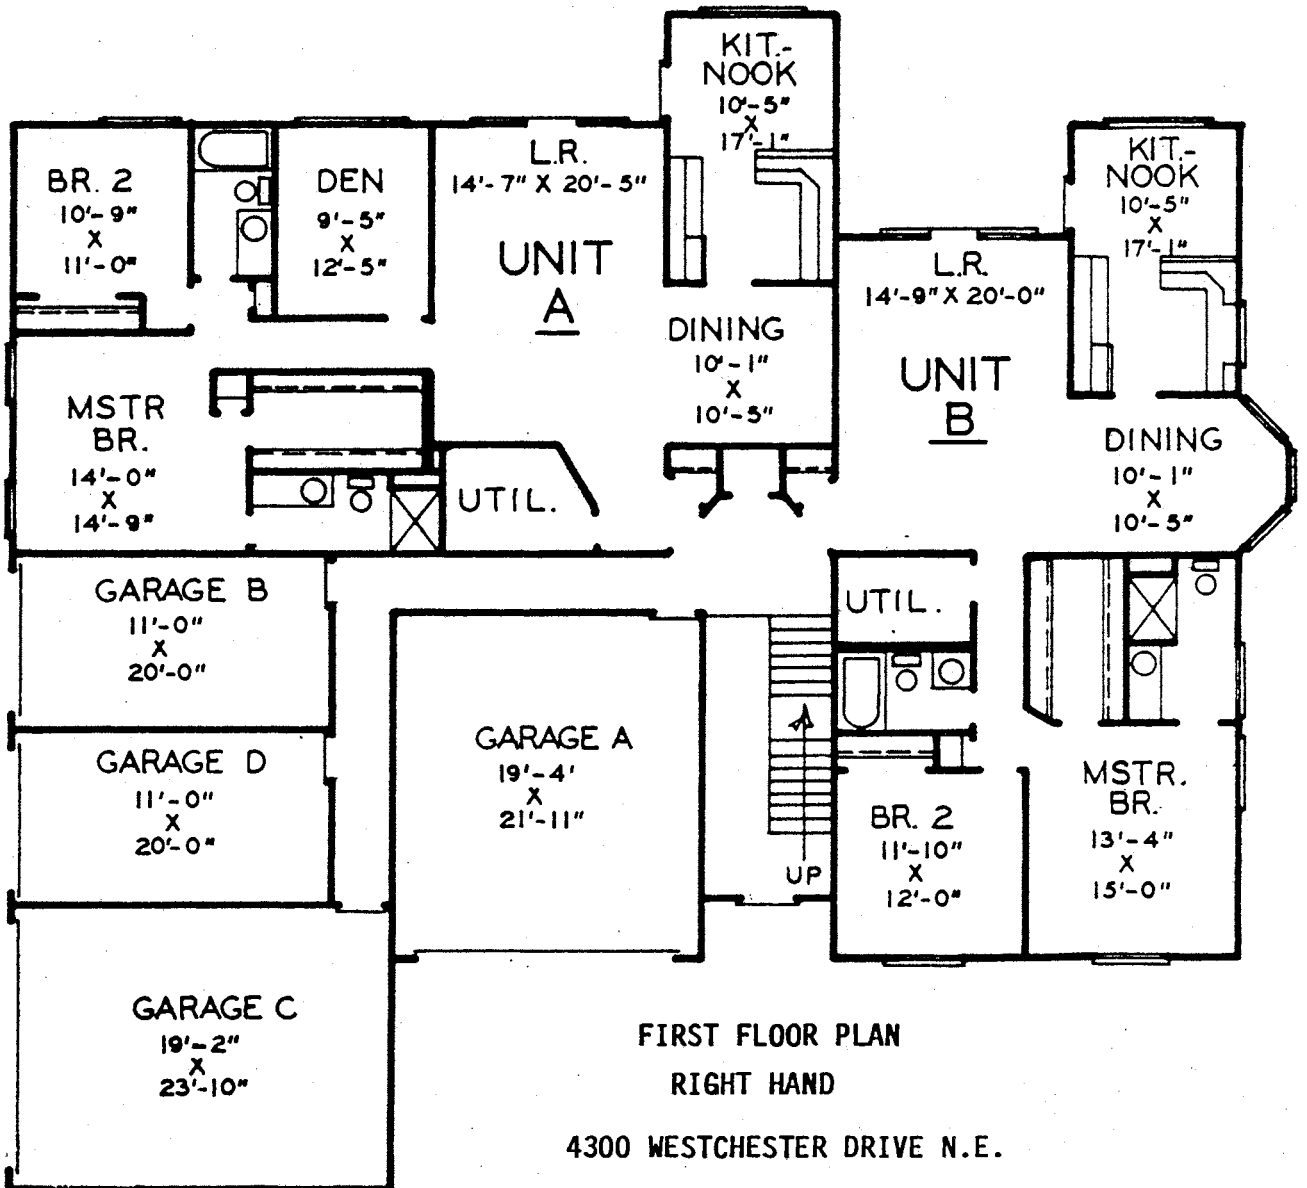 KIT.-
NOOK
10'-5"
X
17'-1"
BR. 2
10'-9"
X
11'-0"
DEN
9'-5"
X
12'-5"
L.R.
14'-7" X 20'-5"
UNIT
A
DINING
10'-1"
X
10'-5"
MSTR
BR.
14'-0"
X
14'-9"
UTIL.
KIT.-
NOOK
10'-5"
X
17'-1"
L.R.
14'-9" X 20'-0"
UNIT
B
DINING
10'-1"
X
10'-5"
GARAGE B
11'-0"
X
20'-0"
UTIL.
GARAGE D
11'-0"
X
20'-0"
GARAGE A
19'-4'
X
21'-11"
UP
BR. 2
11'-10"
X
12'-0"
MSTR.
BR.
13'-4"
X
15'-0"
GARAGE C
19'-2"
X
23'-10"
FIRST FLOOR PLAN
RIGHT HAND
4300 WESTCHESTER DRIVE N.E.